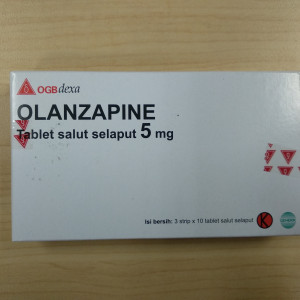 OGBdexa
OLANZAPINE
Tablet salut selaput 5 mg
Isi bersih: 3 strip x 10 tablet salut selaput
K